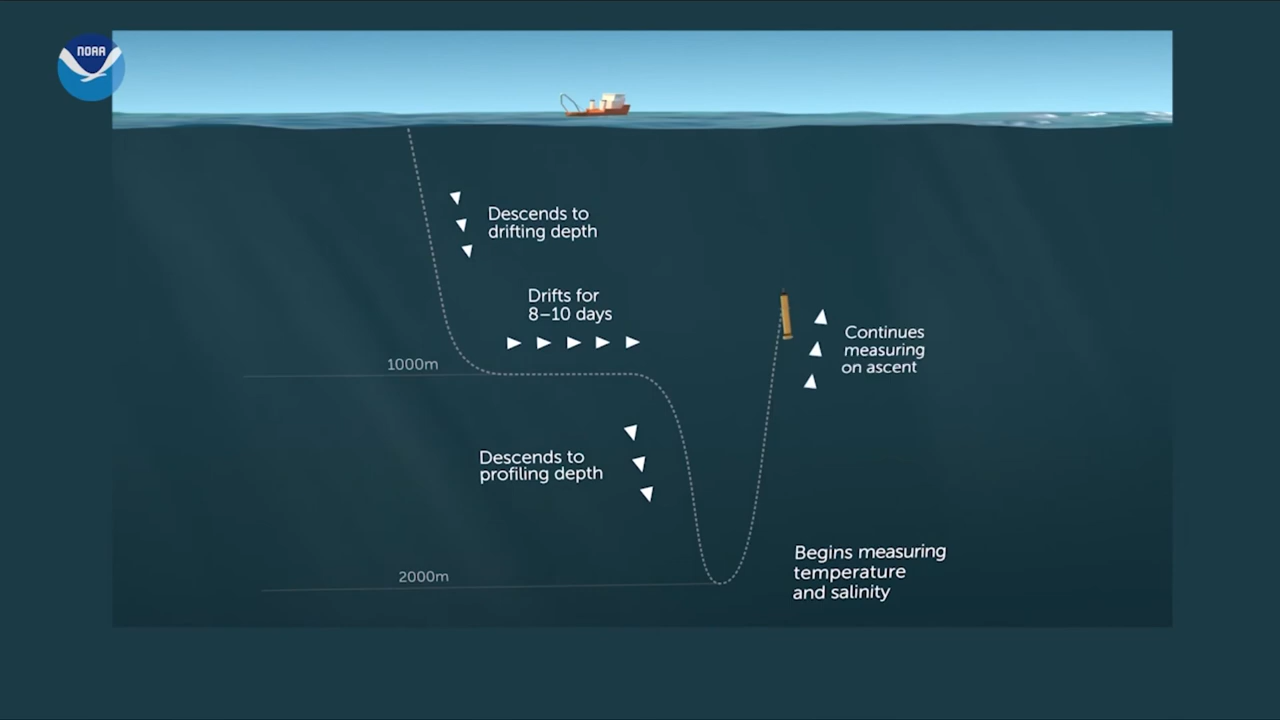 NOAA
Descends to
drifting depth
Drifts for
8–10 days
1000m
Continues
measuring
on ascent
Descends to
profiling depth
2000m
Begins measuring
temperature
and salinity